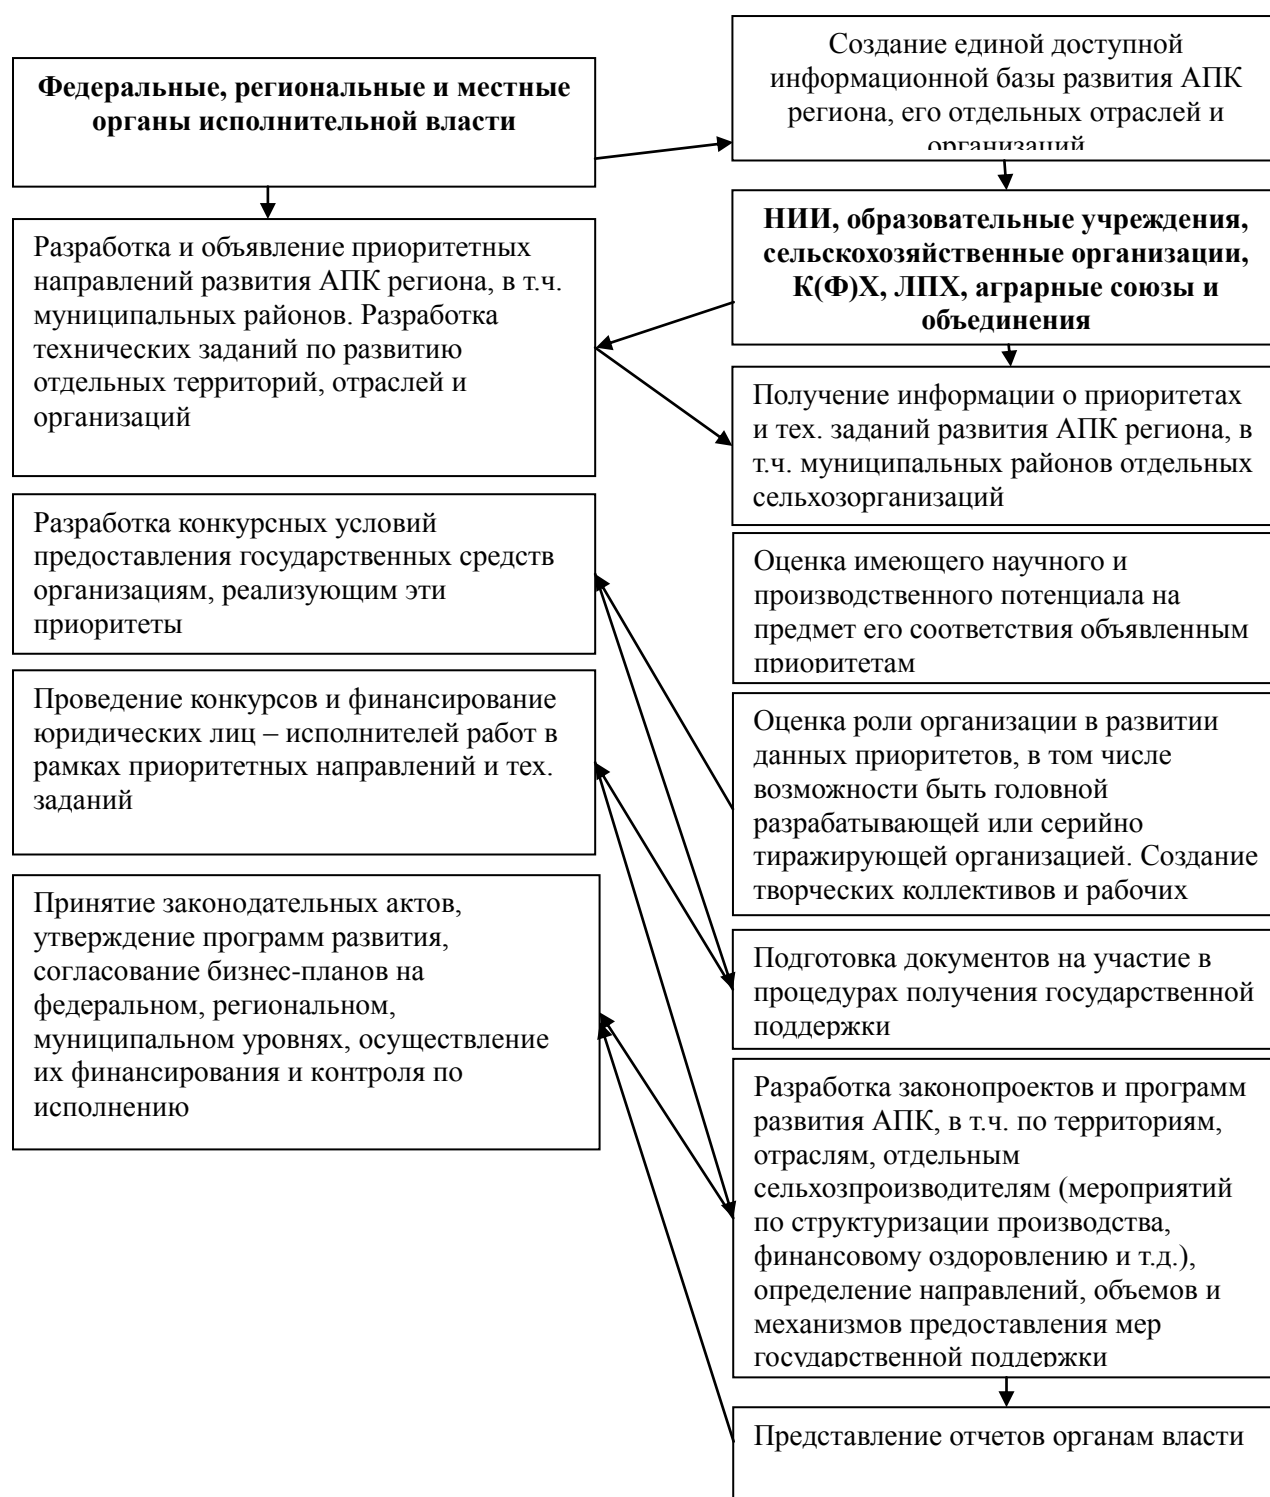 Федеральные, региональные и местные
органы исполнительной власти
Разработка и объявление приоритетных
направлений развития АПК региона, в т.ч.
муниципальных районов. Разработка
технических заданий по развитию
отдельных территорий, отраслей и
организаций
Разработка конкурсных условий
предоставления государственных средств
организациям, реализующим эти
приоритеты
Проведение конкурсов и финансирование
юридических лиц – исполнителей работ в
рамках приоритетных направлений и тех.
заданий
Принятие законодательных актов,
утверждение программ развития,
согласование бизнес-планов на
федеральном, региональном,
муниципальном уровнях, осуществление
их финансирования и контроля по
исполнению
Создание единой доступной
информационной базы развития АПК
региона, его отдельных отраслей и
организаций
НИИ, образовательные учреждения,
сельскохозяйственные организации,
К(Ф)Х, ЛПХ, аграрные союзы и
объединения
Получение информации о приоритетах
и тех. заданий развития АПК региона, в
т.ч. муниципальных районов отдельных
сельхозорганизаций
Оценка имеющего научного и
производственного потенциала на
предмет его соответствия объявленным
приоритетам
Оценка роли организации в развитии
данных приоритетов, в том числе
возможности быть головной
разрабатывающей или серийно
тиражирующей организацией. Создание
творческих коллективов и рабочих
Подготовка документов на участие в
процедурах получения государственной
поддержки
Разработка законопроектов и программ
развития АПК, в т.ч. по территориям,
отраслям, отдельным
сельхозпроизводителям (мероприятий
по структуризации производства,
финансовому оздоровлению и т.д.),
определение направлений, объемов и
механизмов предоставления мер
государственной поддержки
Представление отчетов органам власти